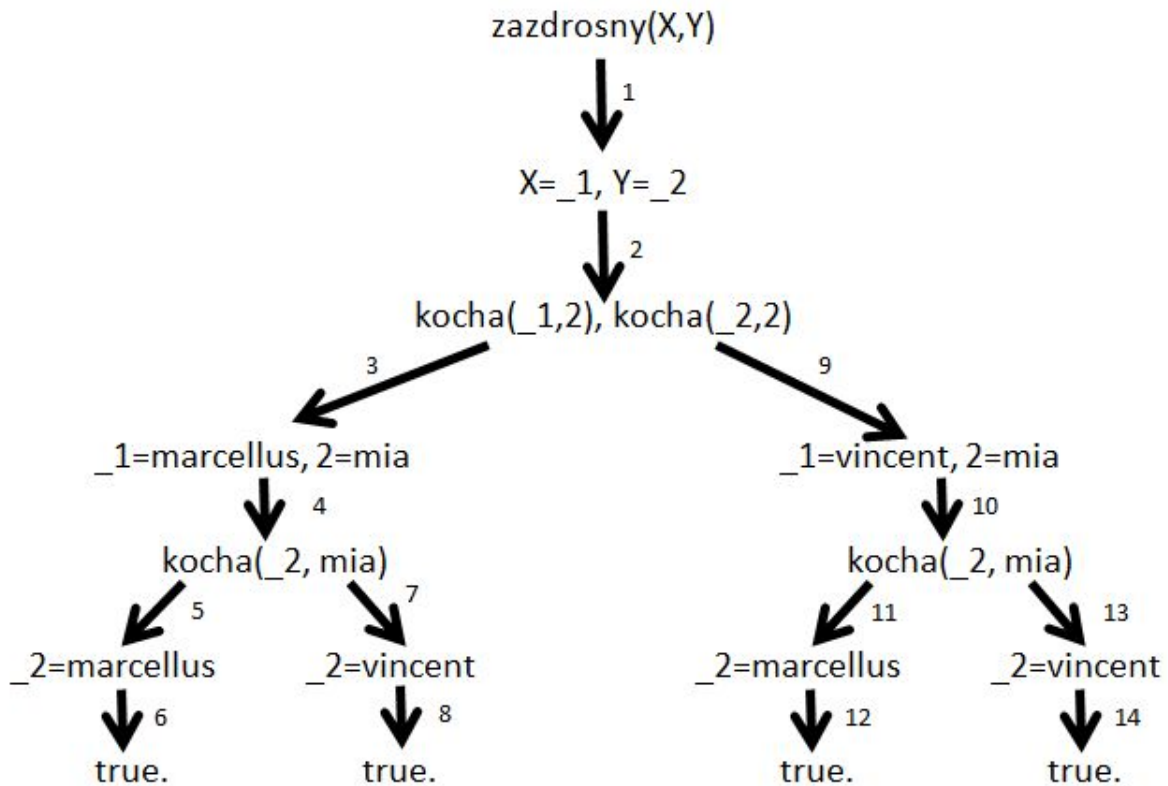 zazdrosny(X,Y)
1
X=_1, Y=_2
2
kocha(_1,2), kocha(_2,2)
3
9
_1=marcellus, 2=mia
_1=vincent, 2=mia
4
10
kocha(_2, mia)
kocha(_2, mia)
5
7
11
13
_2=marcellus
_2=vincent
_2=marcellus
_2=vincent
6
8
12
14
true.
true.
true.
true.